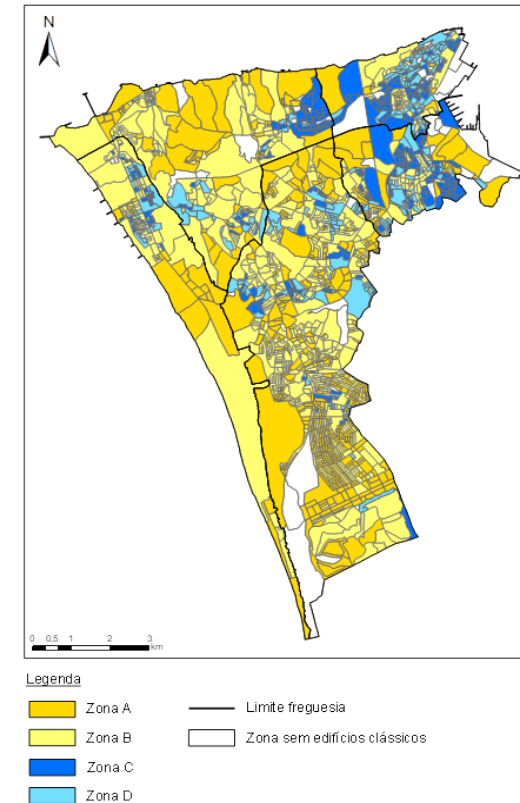 N
0 0,5 1 2 3
km
Legenda
Zona A
Limite freguesia
Zona B
Zona sem edifícios clássicos
Zona C
Zona D